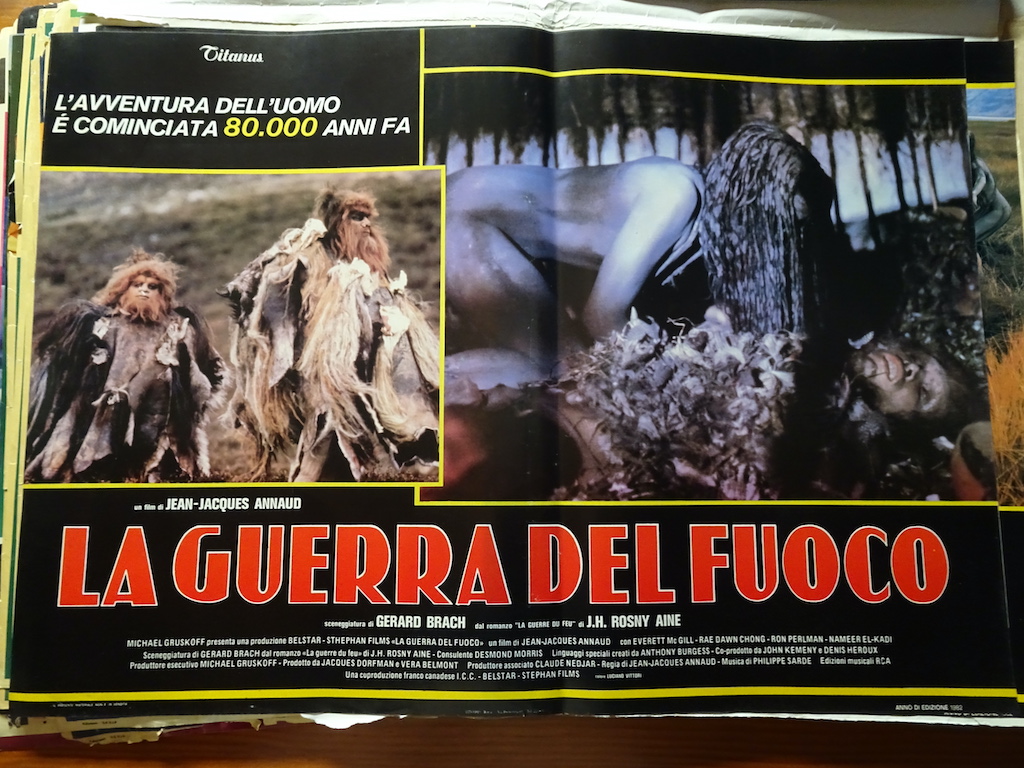 Titanus
L'AVVENTURA DELL'UOMO
É COMINCIATA 80.000 ANNI FA
un film di JEAN-JACQUES ANNAUD
LA GUERRA DEL FUOCO
sceneggiatura di GERARD BRACH dal romanzo "LA GUERRE DU FEU" di J.H. ROSNY AINE
MICHAEL GRUSKOFF presenta una produzione BELSTAR - STHEPHAN FILMS «LA GUERRA DEL FUOCO» un film di JEAN-JACQUES ANNAUD con EVERETT Mc GILL - RAE DAWN CHONG - RON PERLMAN - NAMEER EL-KADI
Sceneggiatura di GERARD BRACH dal romanzo «La guerre du feu» di J.H. ROSNY AINE - Consulente DESMOND MORRIS Linguaggi speciali creati da ANTHONY BURGESS - Co-prodotto da JOHN KEMENY e DENIS HEROUX
Produttore esecutivo MICHAEL GRUSKOFF - Prodotto da JACQUES DORFMAN e VERA BELMONT Produttore associato CLAUDE NEDJAR - Regia di JEAN-JACQUES ANNAUD - Musica di PHILIPPE SARDE Edizioni musicali RCA
Una coproduzione franco canadese I.C.C. - BELSTAR - STEPHAN FILMS LUCIANO VITTORI
ANNO DI EDIZIONE 1982